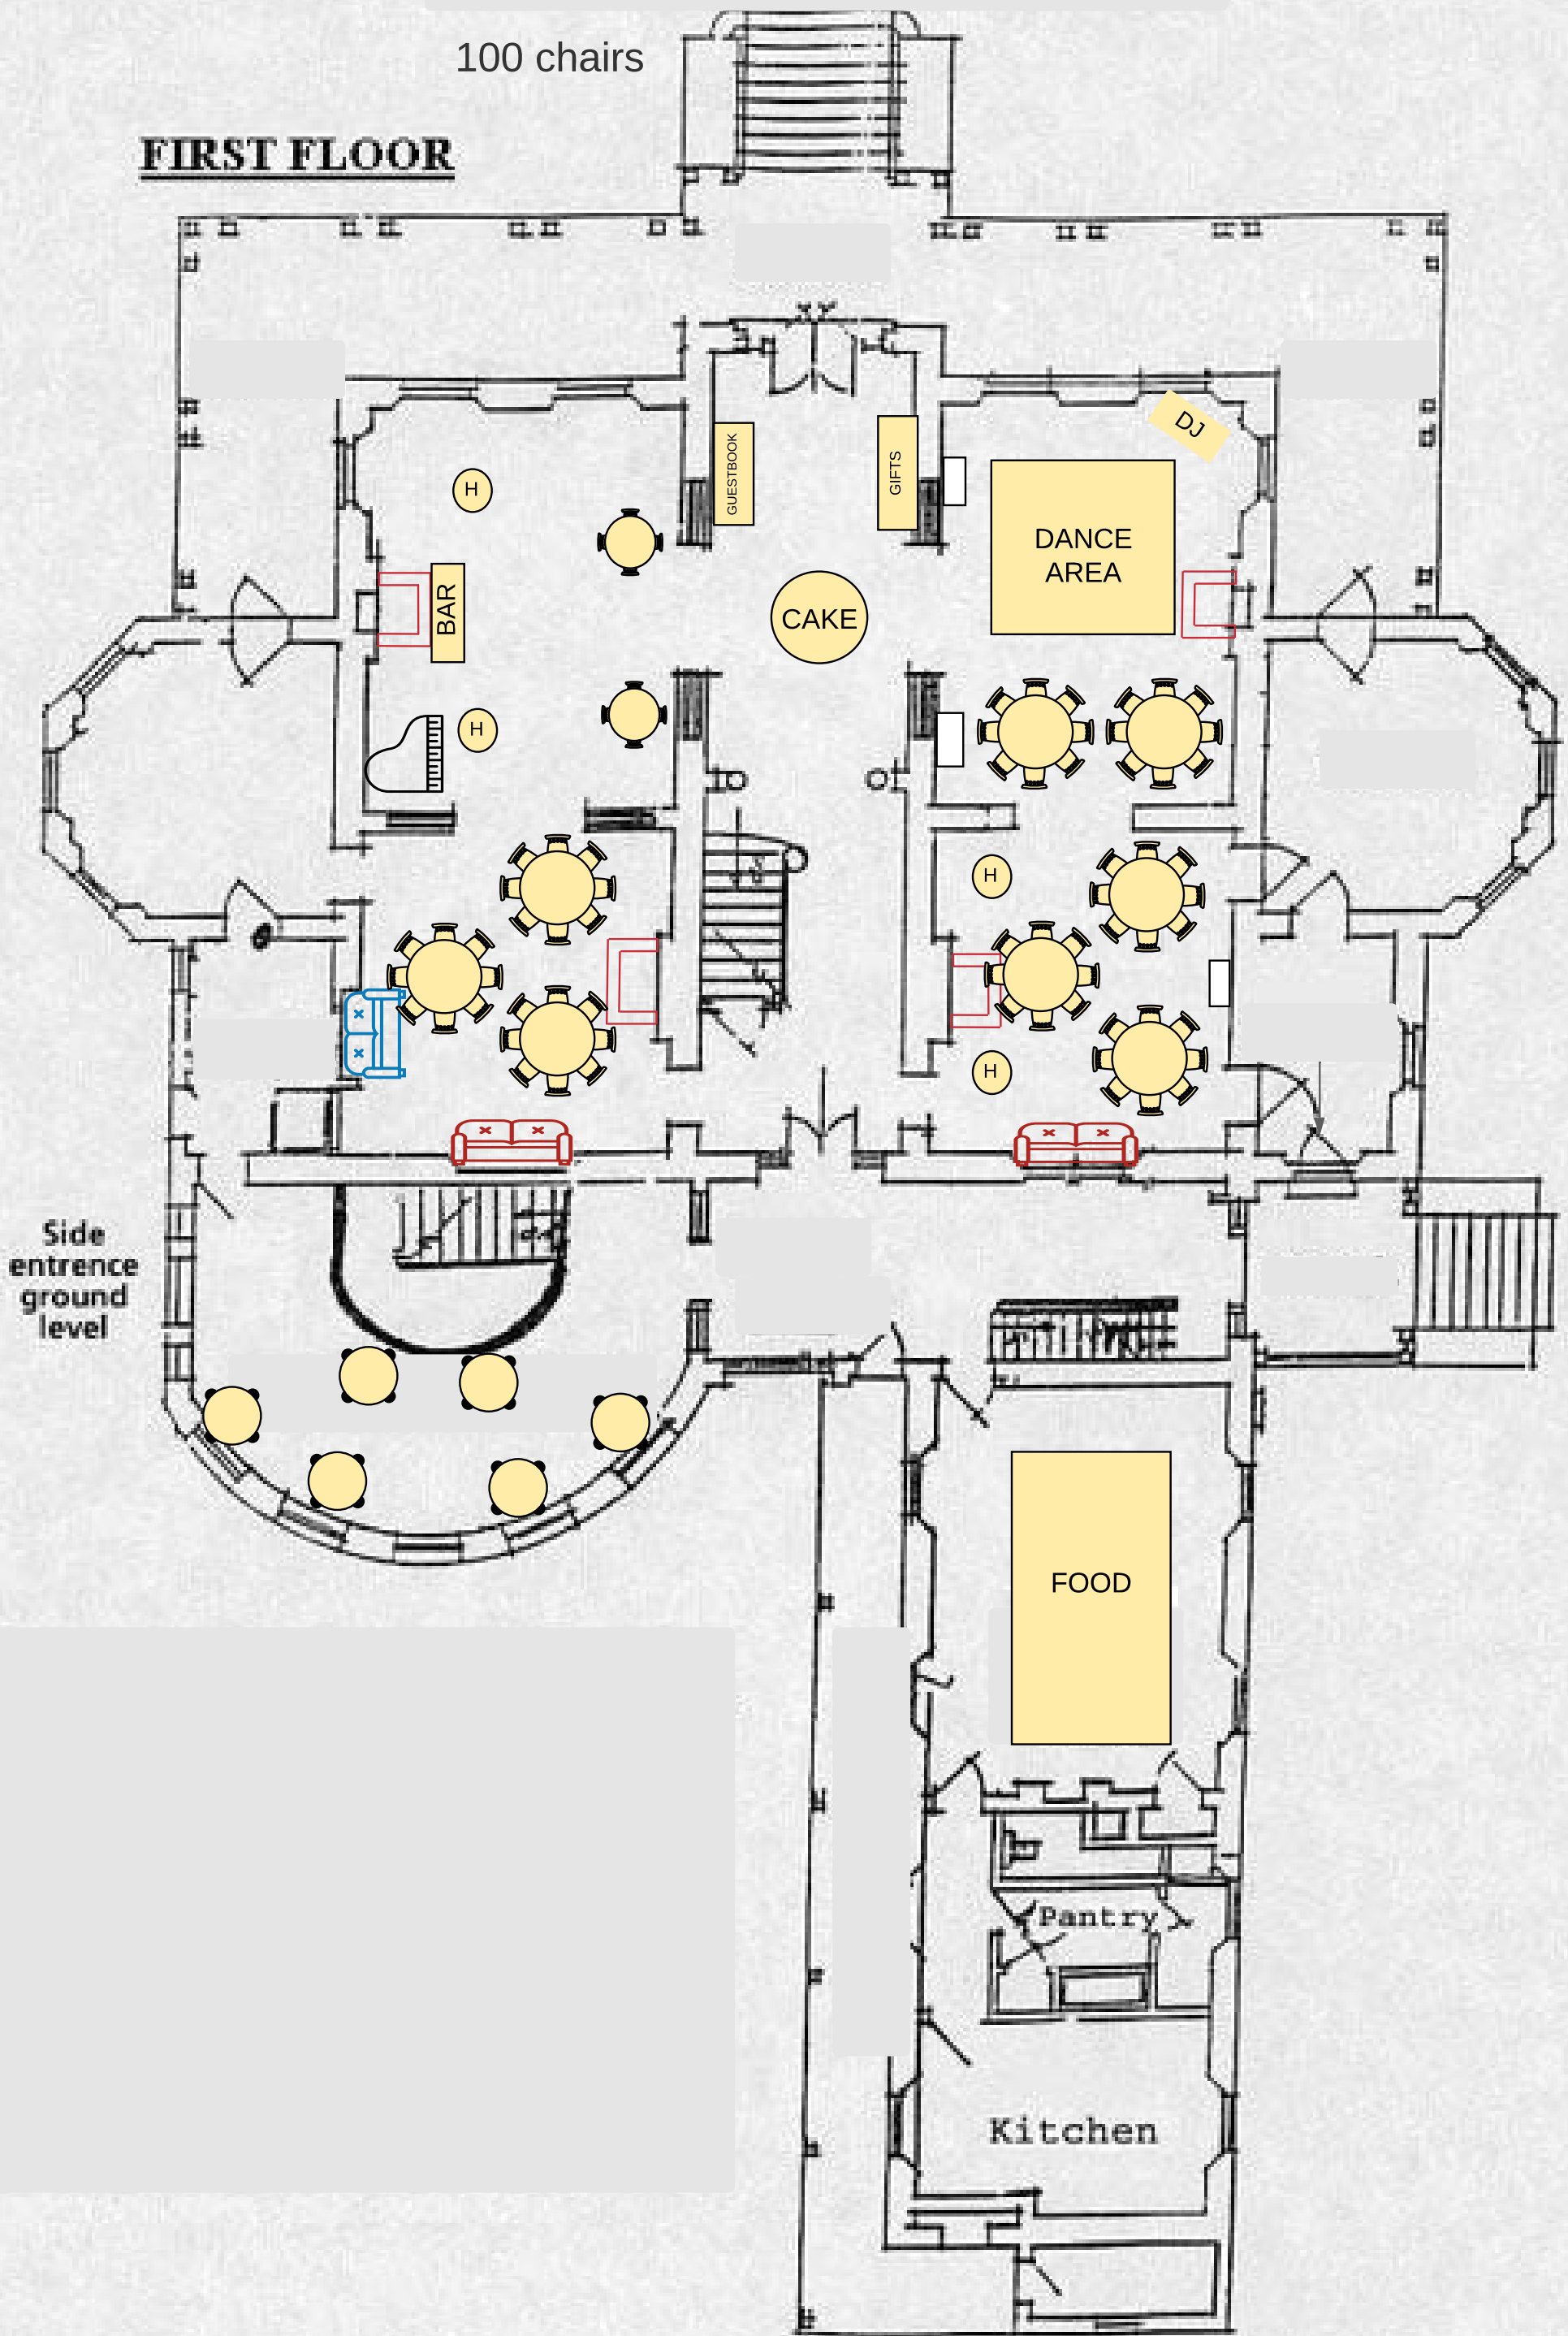 100 chairs
FIRST FLOOR
GUESTBOOK
GIFTS
DJ
H
DANCE
AREA
BAR
CAKE
H
H
H
Side
entrence
ground
level
FOOD
Pantry
Kitchen